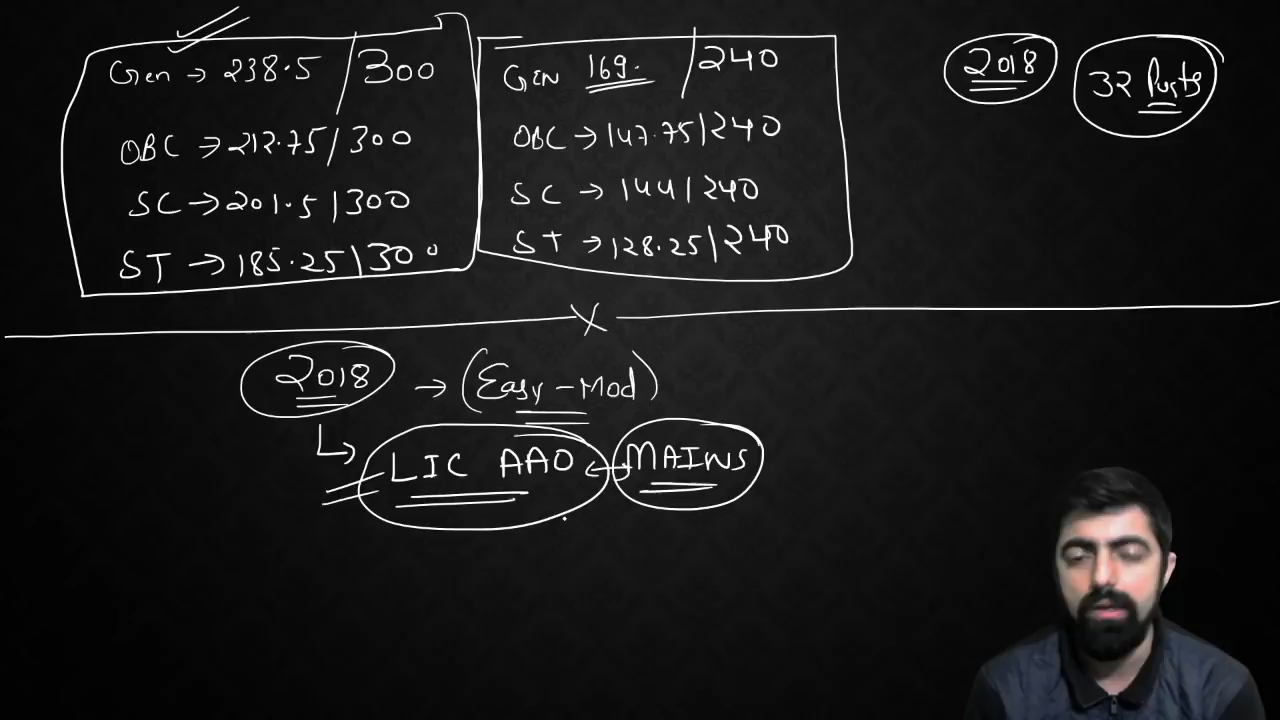 Gen → 238.5 / 300
OBC → 212.75 / 300
SC → 201.5 / 300
ST → 185.25 / 300
GEN 169. / 240
OBC → 147.75 / 240
SC → 144 / 240
ST → 128.25 / 240
2018
32 Posts
X
2018 → (Easy-Mod)
LIC AAO ↔ MAINS